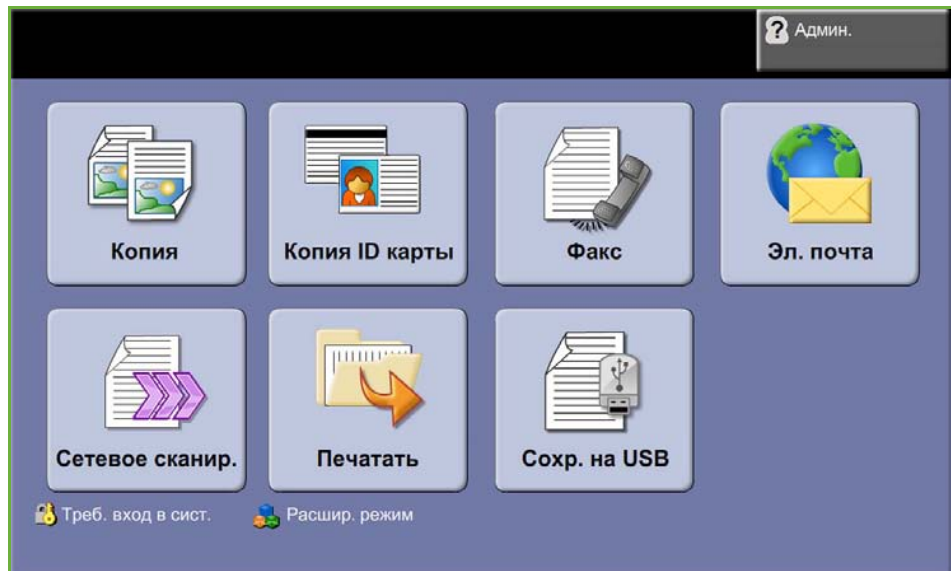 Админ.
Копия
Копия ID карты
Факс
Эл. почта
Сетевое сканир.
Печатать
Сохр. на USB
Треб. вход в сист.
Расшир. режим